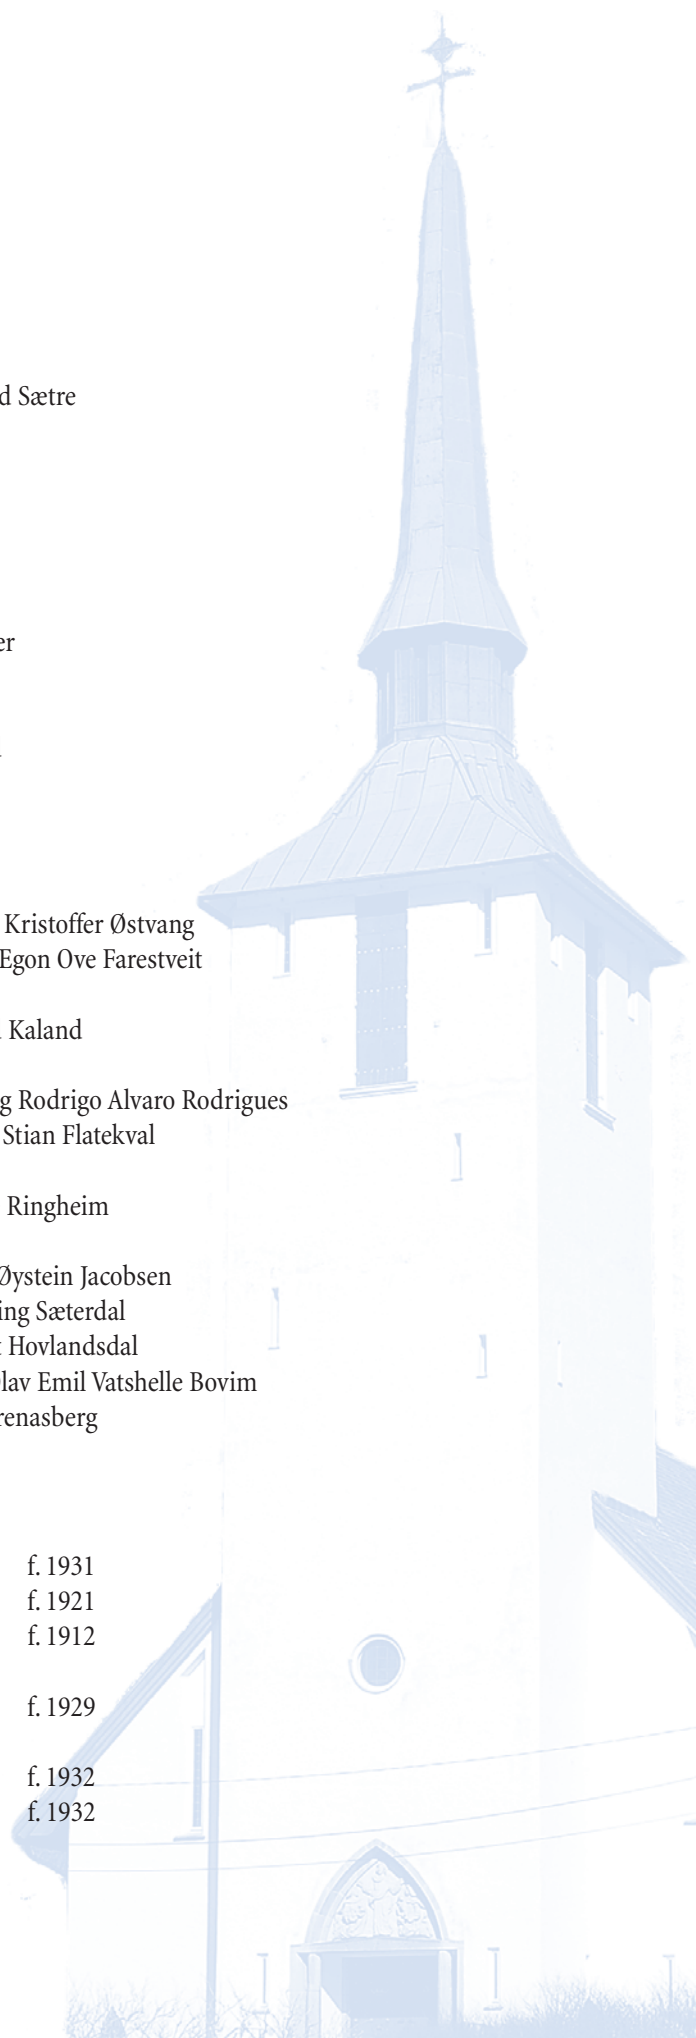 d Sætre
er
Kristoffer Østvang
Egon Ove Farestveit
Kaland
g Rodrigo Alvaro Rodrigues
Stian Flatekval
Ringheim
Øystein Jacobsen
ing Sæterdal
Hovlandsdal
lav Emil Vatshelle Bovim
renasberg
f. 1931
f. 1921
f. 1912
f. 1929
f. 1932
f. 1932